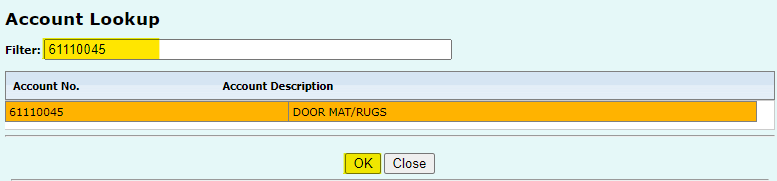 Account Lookup
Filter: 61110045
Account No. Account Description
61110045 DOOR MAT/RUGS
OK Close